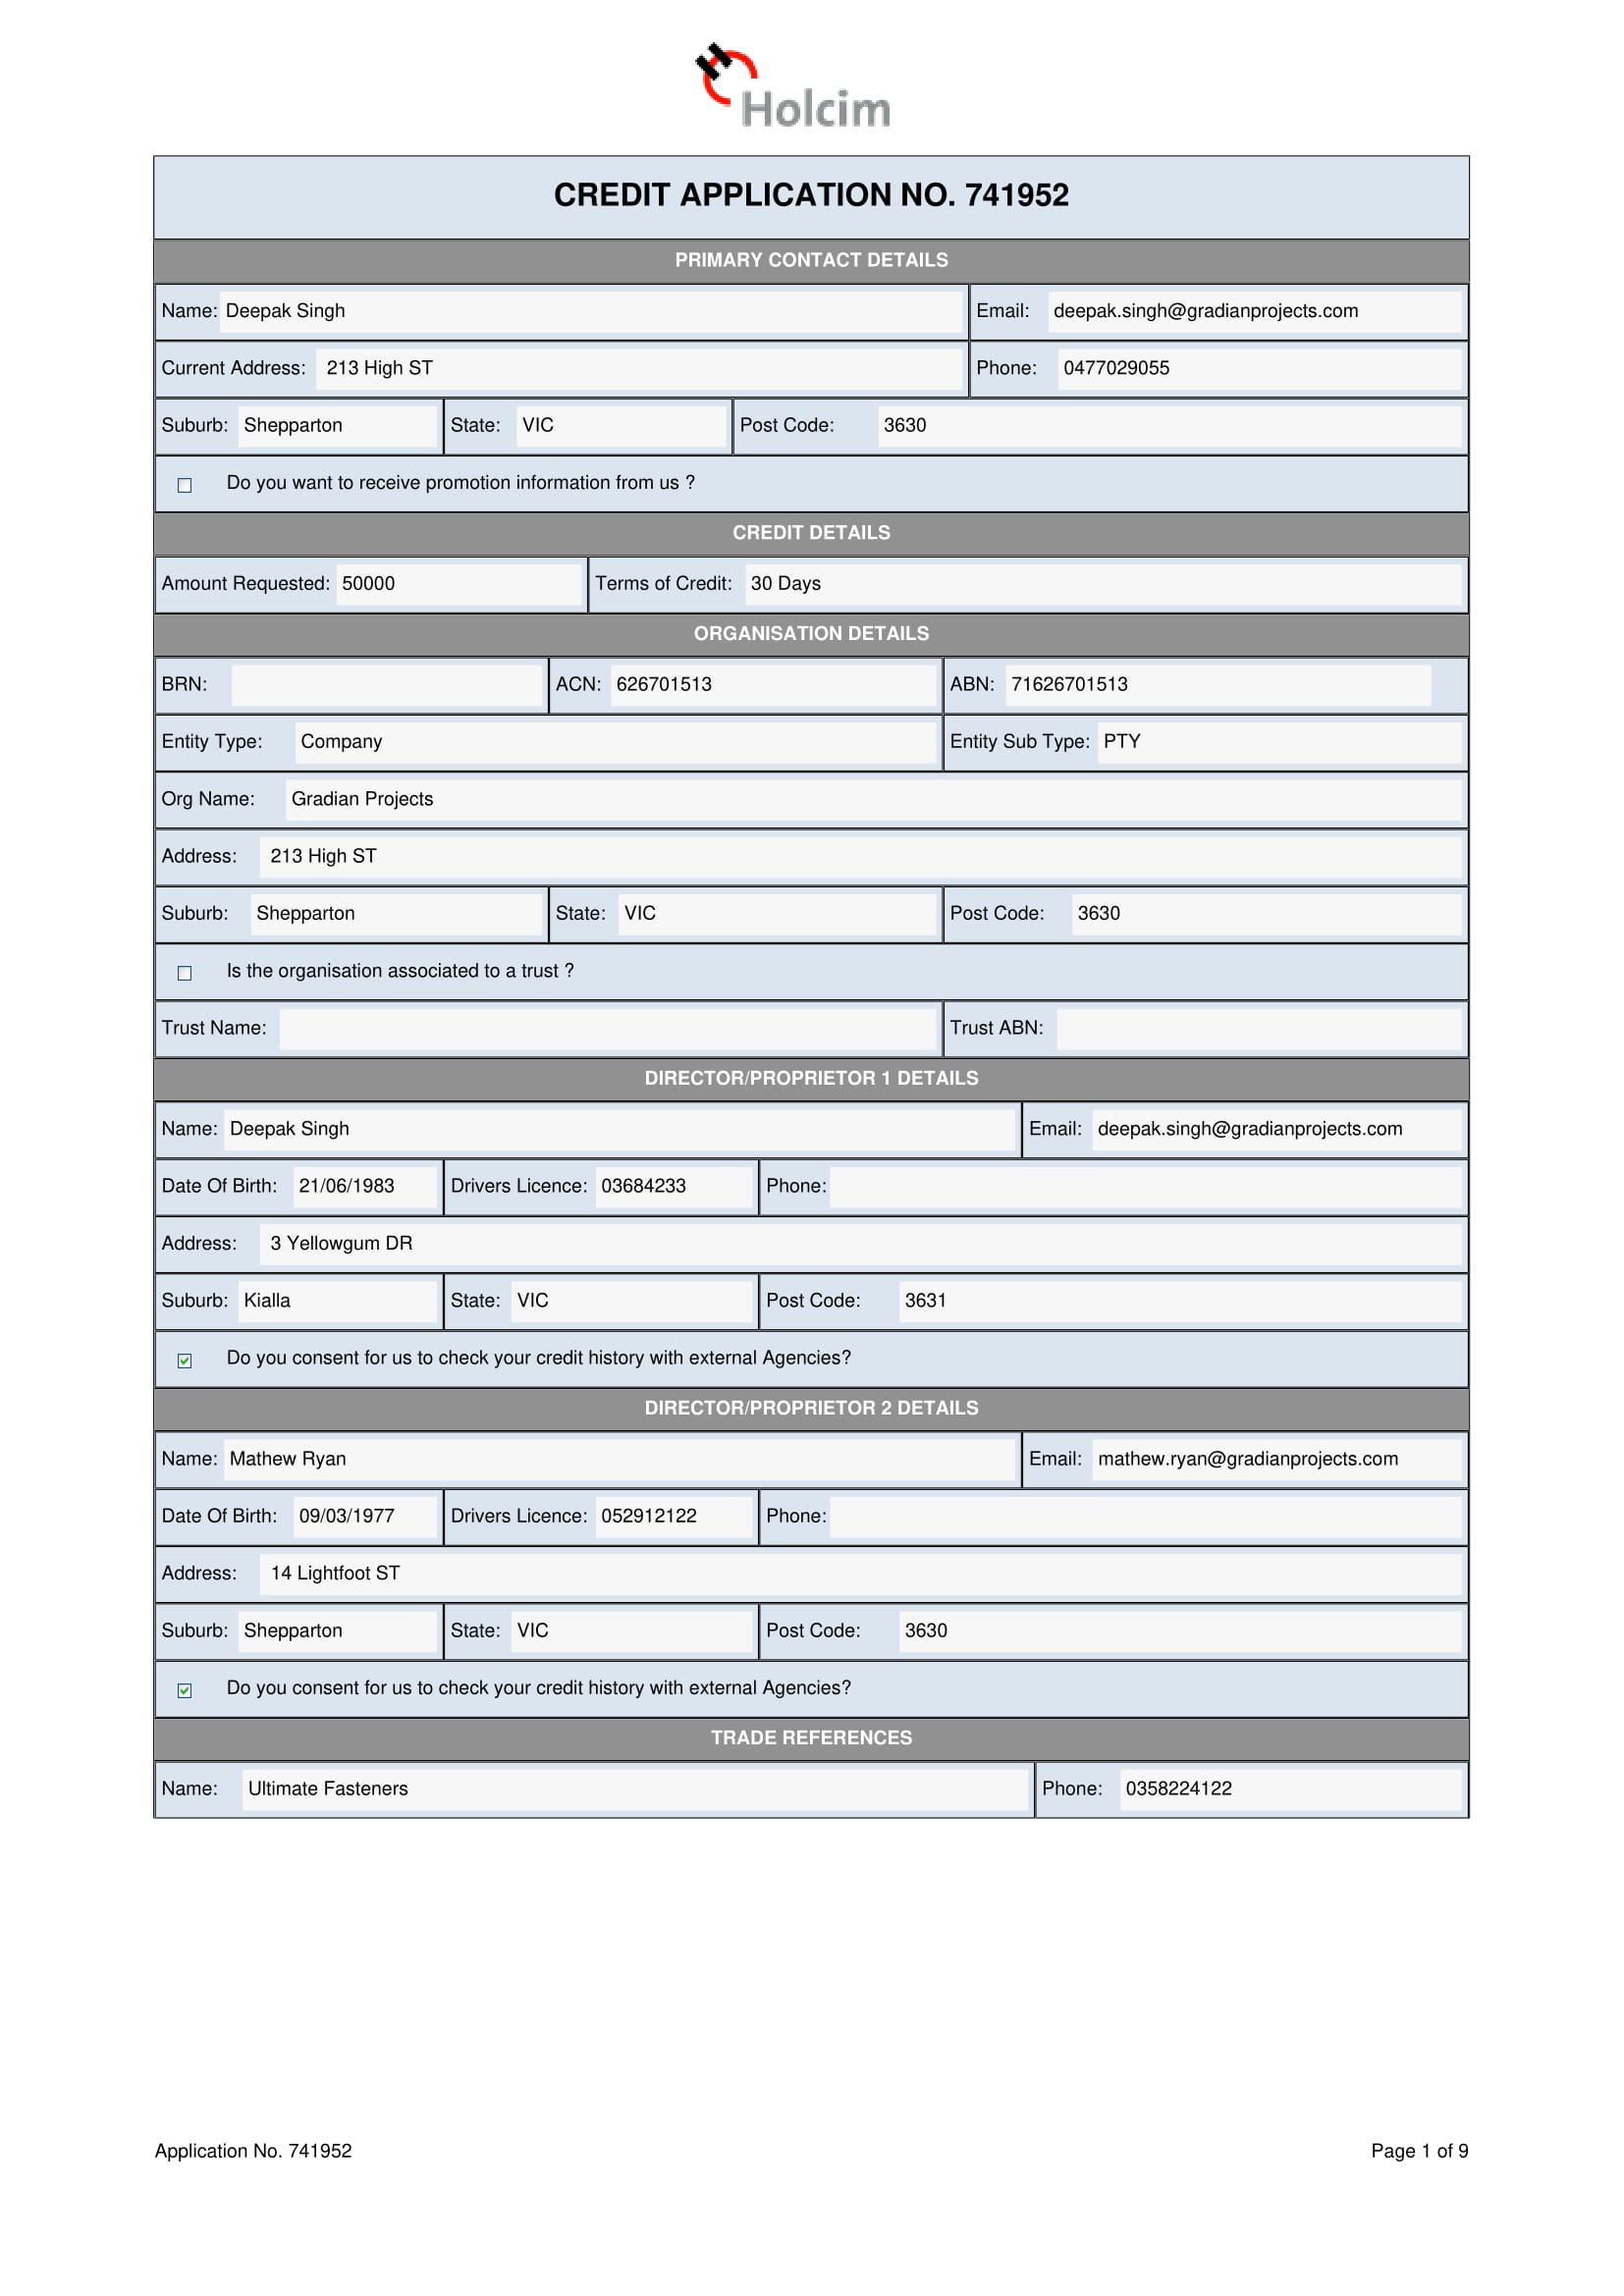 Holcim
CREDIT APPLICATION NO. 741952
PRIMARY CONTACT DETAILS
Name: Deepak Singh Email: deepak.singh@gradianprojects.com
Current Address: 213 High ST Phone: 0477029055
Suburb: Shepparton State: VIC Post Code: 3630
Do you want to receive promotion information from us ?
CREDIT DETAILS
Amount Requested: 50000 Terms of Credit: 30 Days
ORGANISATION DETAILS
BRN: ACN: 626701513 ABN: 71626701513
Entity Type: Company Entity Sub Type: PTY
Org Name: Gradian Projects
Address: 213 High ST
Suburb: Shepparton State: VIC Post Code: 3630
Is the organisation associated to a trust ?
Trust Name: Trust ABN:
DIRECTOR/PROPRIETOR 1 DETAILS
Name: Deepak Singh Email: deepak.singh@gradianprojects.com
Date Of Birth: 21/06/1983 Drivers Licence: 03684233 Phone:
Address: 3 Yellowgum DR
Suburb: Kialla State: VIC Post Code: 3631
Do you consent for us to check your credit history with external Agencies?
DIRECTOR/PROPRIETOR 2 DETAILS
Name: Mathew Ryan Email: mathew.ryan@gradianprojects.com
Date Of Birth: 09/03/1977 Drivers Licence: 052912122 Phone:
Address: 14 Lightfoot ST
Suburb: Shepparton State: VIC Post Code: 3630
Do you consent for us to check your credit history with external Agencies?
TRADE REFERENCES
Name: Ultimate Fasteners Phone: 0358224122
Application No. 741952 Page 1 of 9